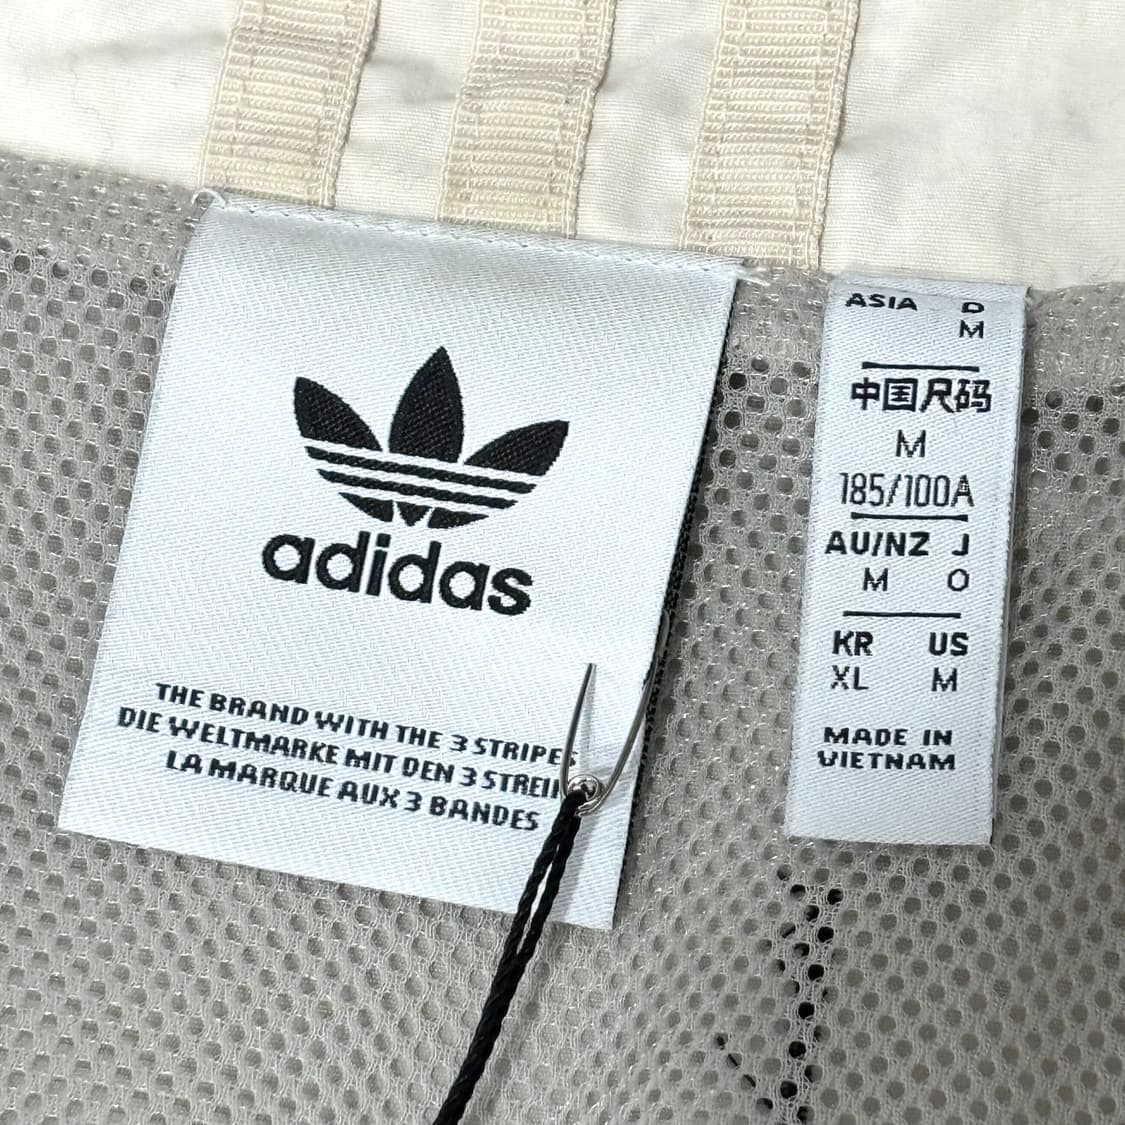 adidas
THE BRAND WITH THE 3 STRIPES
DIE WELTMARKE MIT DEN 3
LA MARQUE AUX 3 BANDES
ASIA D
M
中国尺码
M
185/100A
AU/NZ J
M O
KR US
XL M
MADE IN
VIETNAM